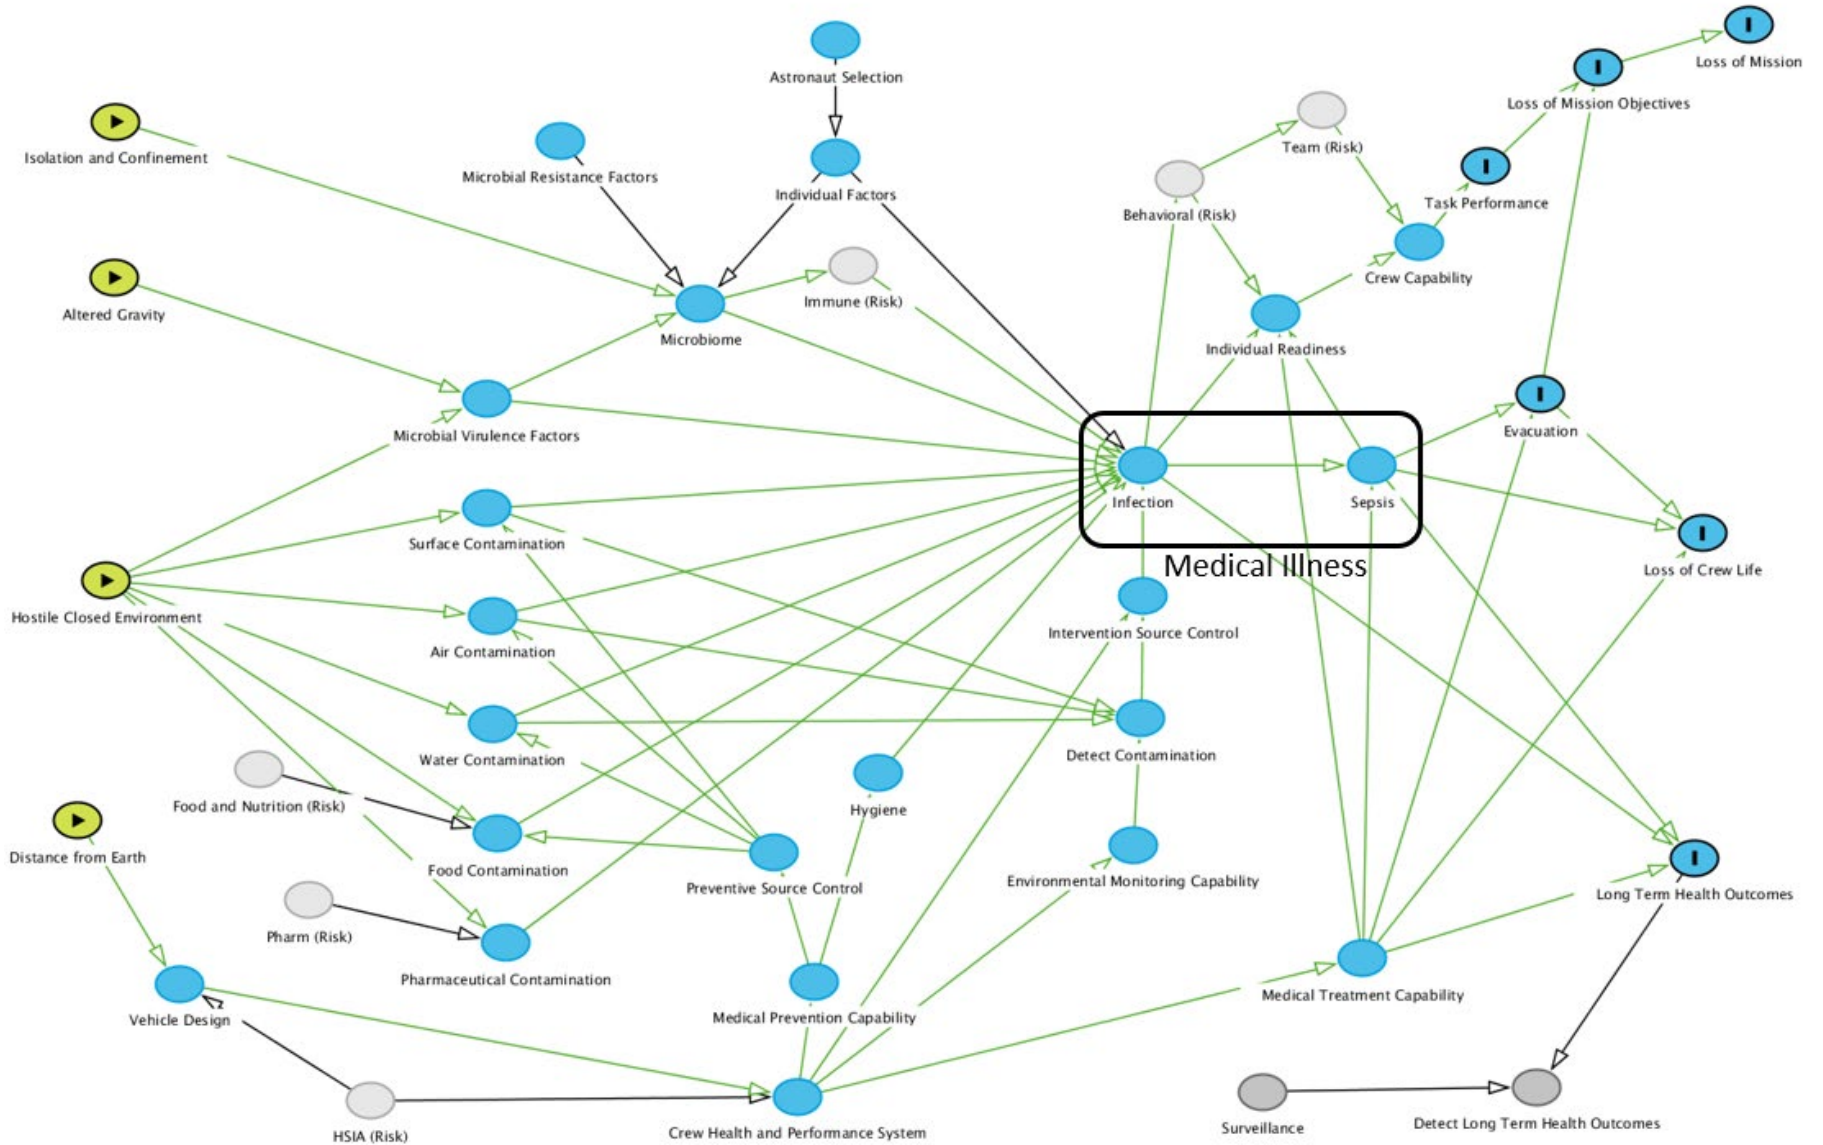 Loss of Mission
Astronaut Selection
Loss of Mission Objectives
Team (Risk)
Isolation and Confinement
Microbial Resistance Factors
Individual Factors
Task Performance
Behavioral (Risk)
Crew Capability
Immune (Risk)
Altered Gravity
Microbiome
Individual Readiness
Microbial Virulence Factors
Evacuation
Infection
Sepsis
Surface Contamination
Medical Illness
Loss of Crew Life
Hostile Closed Environment
Intervention Source Control
Air Contamination
Detect Contamination
Water Contamination
Food and Nutrition (Risk)
Hygiene
Distance from Earth
Food Contamination
Environmental Monitoring Capability
Preventive Source Control
Long Term Health Outcomes
Pharm (Risk)
Pharmaceutical Contamination
Medical Treatment Capability
Vehicle Design
Medical Prevention Capability
Detect Long Term Health Outcomes
Surveillance
Crew Health and Performance System
HSIA (Risk)